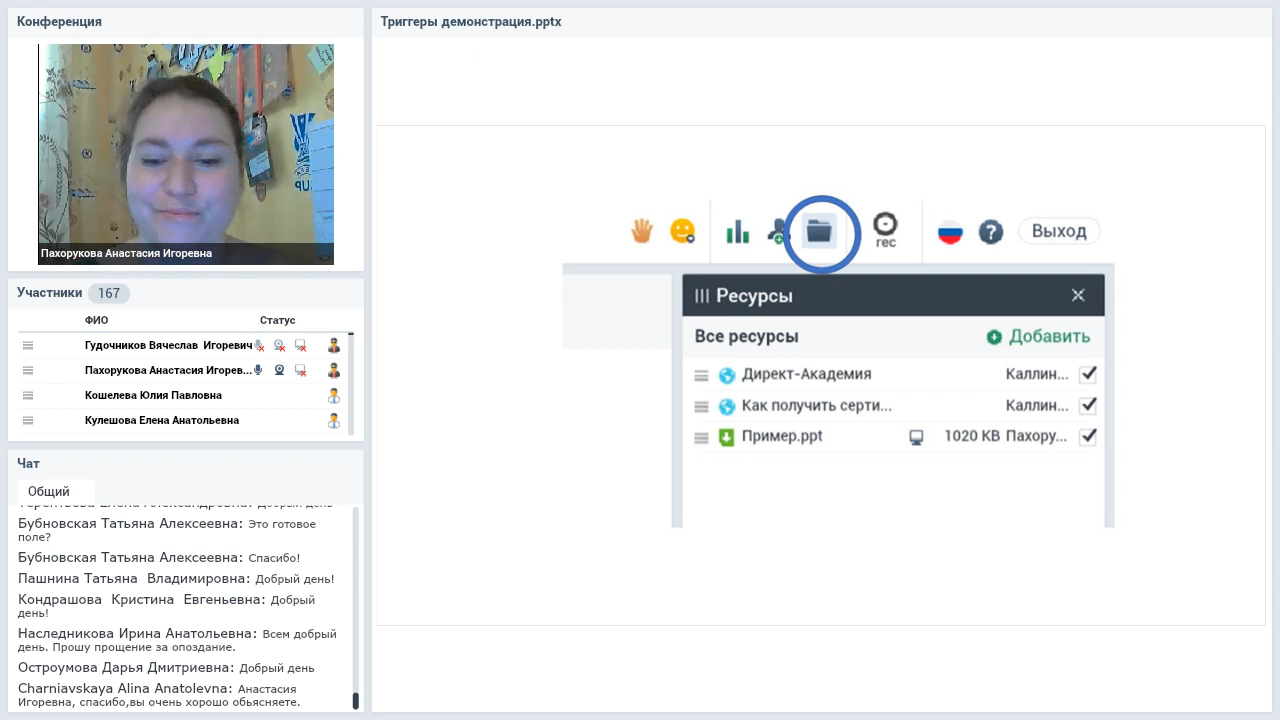 Конференция
Пахорукова Анастасия Игоревна
Участники 167
ФИО Статус
Гудочников Вячеслав Игоревич
Пахорукова Анастасия Игорев...
Кошелева Юлия Павловна
Кулешова Елена Анатольевна
Чат
Общий
Бубновская Татьяна Алексеевна: Это готовое
поле?
Бубновская Татьяна Алексеевна: Спасибо!
Пашнина Татьяна Владимировна: Добрый день!
Кондрашова Кристина Евгеньевна: Добрый
день!
Наследникова Ирина Анатольевна: Всем добрый
день. Прошу прощение за опоздание.
Остроумова Дарья Дмитриевна: Добрый день
Charniavskaya Alina Anatolevna: Анастасия
Игоревна, спасибо,вы очень хорошо обьясняете.
Триггеры демонстрация.pptx
rec
Выход
Ресурсы
Все ресурсы Добавить
Директ-Академия Каллин...
Как получить серти... Каллин...
Пример.ppt 1020 КВ Пахору...